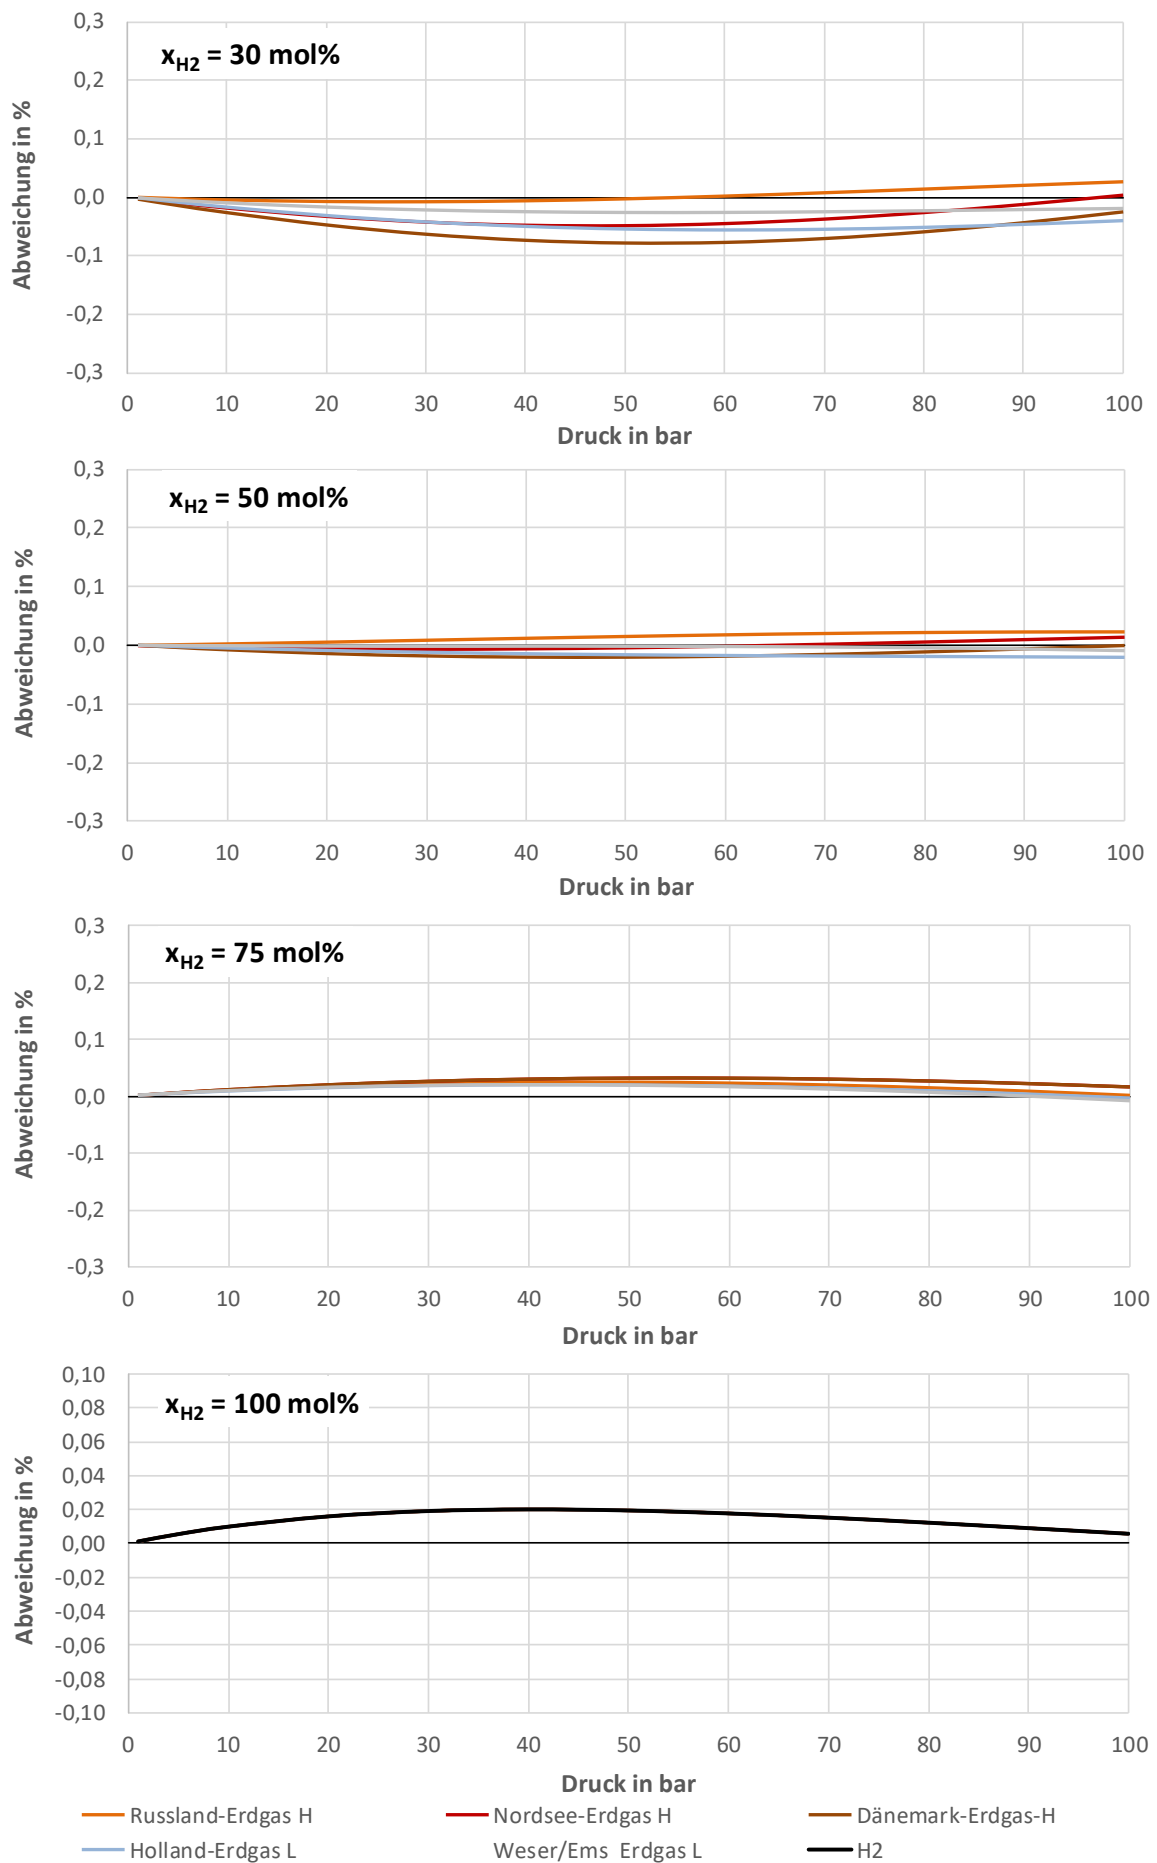 x_H2 = 30 mol%
Abweichung in %
0,3
0,2
0,1
0,0
-0,1
-0,2
-0,3
0 10 20 30 40 50 60 70 80 90 100
Druck in bar
x_H2 = 50 mol%
Abweichung in %
0,3
0,2
0,1
0,0
-0,1
-0,2
-0,3
0 10 20 30 40 50 60 70 80 90 100
Druck in bar
x_H2 = 75 mol%
Abweichung in %
0,3
0,2
0,1
0,0
-0,1
-0,2
-0,3
0 10 20 30 40 50 60 70 80 90 100
Druck in bar
x_H2 = 100 mol%
Abweichung in %
0,10
0,08
0,06
0,04
0,02
0,00
-0,02
-0,04
-0,06
-0,08
-0,10
0 10 20 30 40 50 60 70 80 90 100
Druck in bar
Russland-Erdgas H Nordsee-Erdgas H Dänemark-Erdgas-H
Holland-Erdgas L Weser/Ems Erdgas L H2